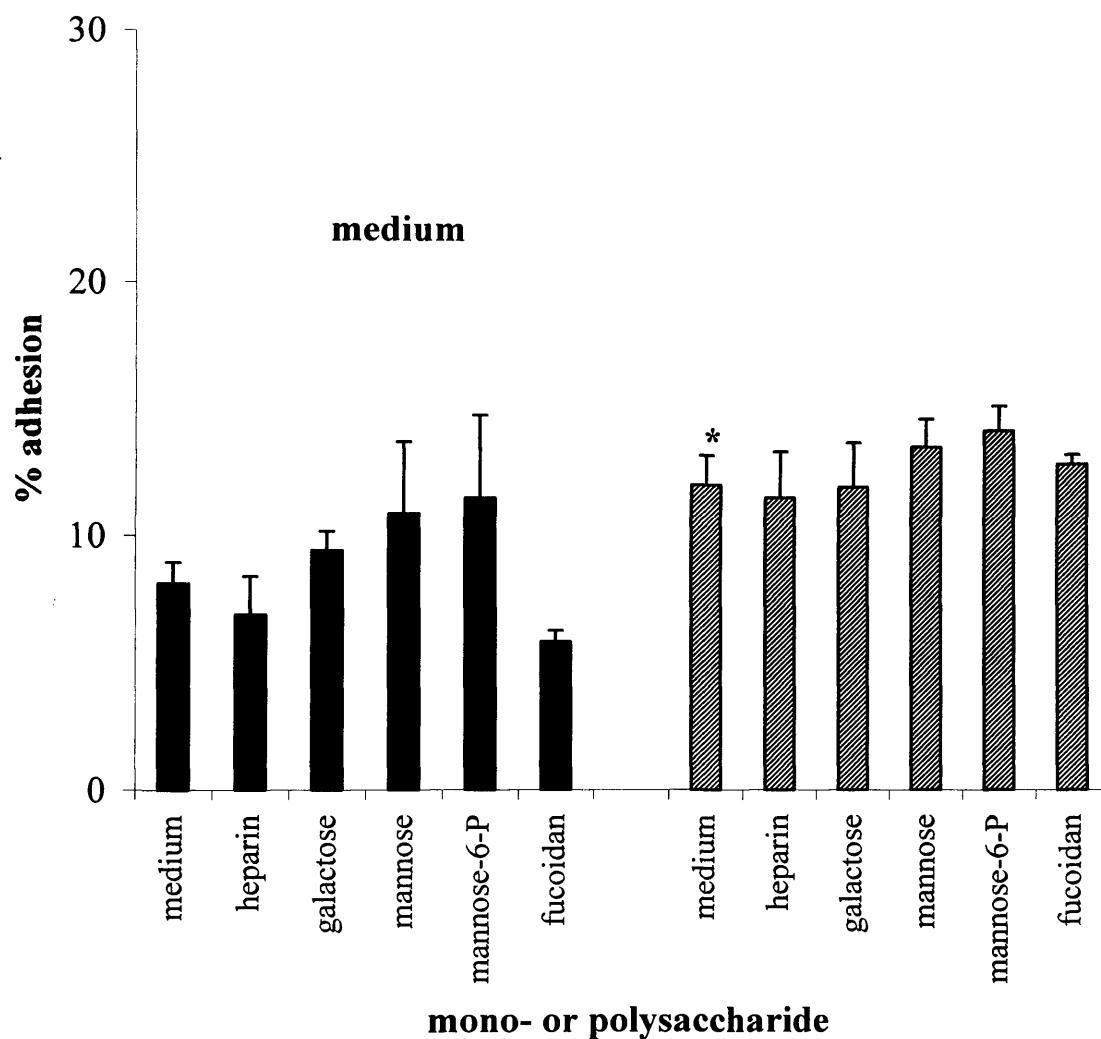 30
medium
20
% adhesion
*
10
0
medium
heparin
galactose
mannose
mannose-6-P
fucoidan
medium
heparin
galactose
mannose
mannose-6-P
fucoidan
mono- or polysaccharide